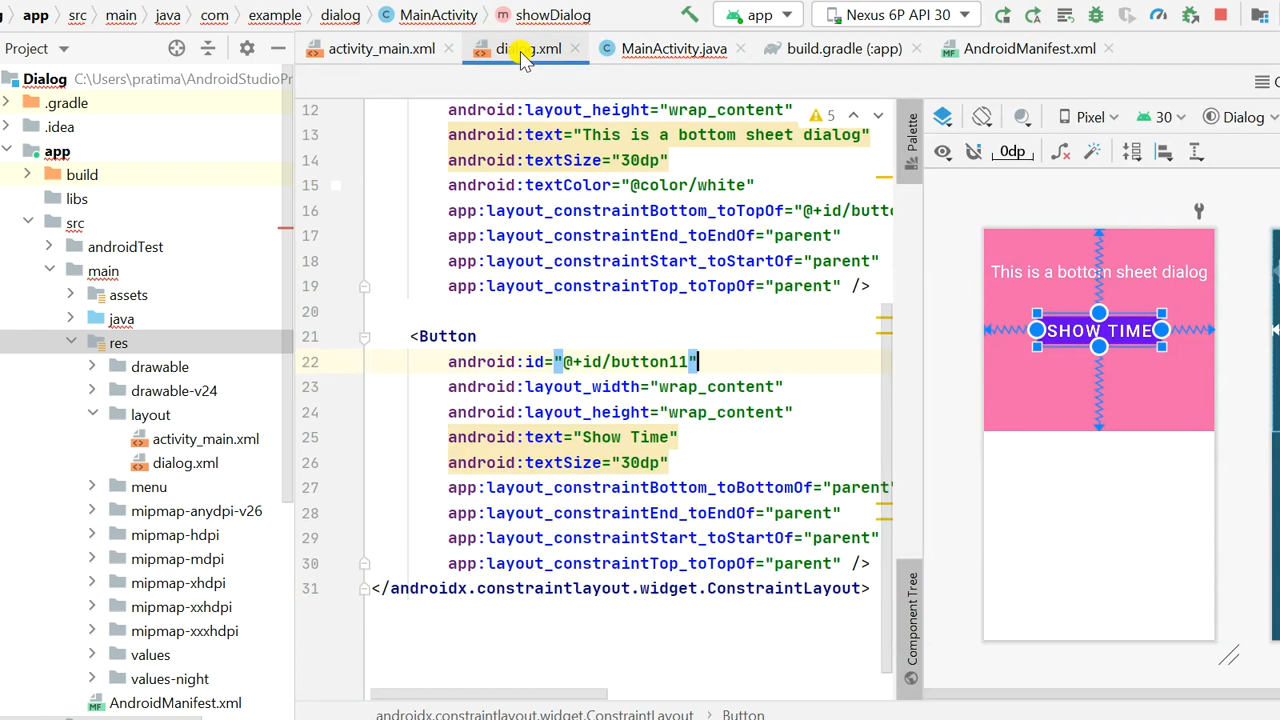 app
src
main
java
com
example
dialog
MainActivity
showDialog
app
Nexus 6P API 30
Project
activity_main.xml
dialog.xml
MainActivity.java
build.gradle (:app)
AndroidManifest.xml
Dialog C:\Users\pratima\AndroidStudioPr
.gradle
.idea
app
build
libs
src
androidTest
main
assets
java
res
drawable
drawable-v24
layout
activity_main.xml
dialog.xml
menu
mipmap-anydpi-v26
mipmap-hdpi
mipmap-mdpi
mipmap-xhdpi
mipmap-xxhdpi
mipmap-xxxhdpi
values
values-night
AndroidManifest.xml
12 android:layout_height="wrap_content"
5
13 android:text="This is a bottom sheet dialog"
14 android:textSize="30dp"
15 android:textColor="@color/white"
16 app:layout_constraintBottom_toTopOf="@+id/butto
17 app:layout_constraintEnd_toEndOf="parent"
18 app:layout_constraintStart_toStartOf="parent"
19 app:layout_constraintTop_toTopOf="parent" />
20
21 <Button
22 android:id="@+id/button11"
23 android:layout_width="wrap_content"
24 android:layout_height="wrap_content"
25 android:text="Show Time"
26 android:textSize="30dp"
27 app:layout_constraintBottom_toBottomOf="parent"
28 app:layout_constraintEnd_toEndOf="parent"
29 app:layout_constraintStart_toStartOf="parent"
30 app:layout_constraintTop_toTopOf="parent" />
31 </androidx.constraintlayout.widget.ConstraintLayout>
androidx.constraintlayout.widget.ConstraintLayout
Button
Palette
Component Tree
Pixel
30
Dialog
0dp
This is a bottom sheet dialog
SHOW TIME